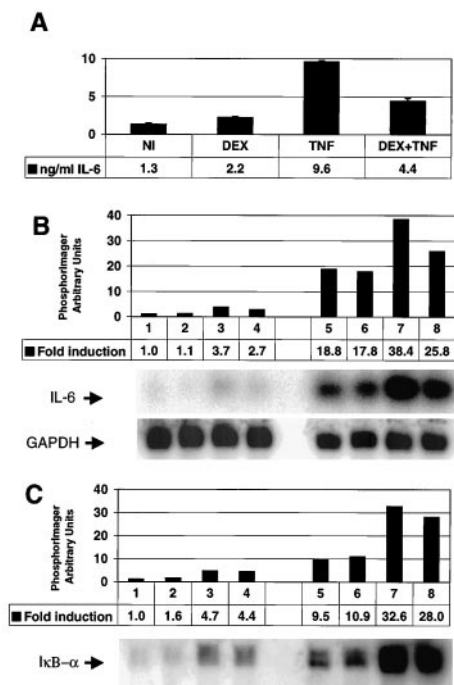 A
10
5
0
NI DEX TNF DEX+TNF
ng/ml IL-6 1.3 2.2 9.6 4.4
B
PhosphorImager
Arbitrary Units
40
30
20
10
0
1 2 3 4 5 6 7 8
Fold induction 1.0 1.1 3.7 2.7 18.8 17.8 38.4 25.8
IL-6
GAPDH
C
PhosphorImager
Arbitrary Units
40
30
20
10
0
1 2 3 4 5 6 7 8
Fold induction 1.0 1.6 4.7 4.4 9.5 10.9 32.6 28.0
IκB-α